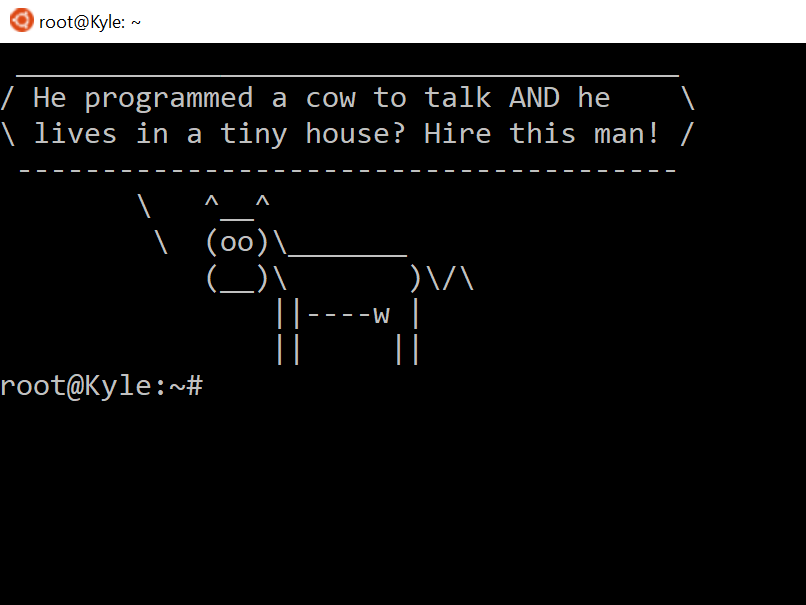 root@Kyle: ~
 _______________________________________
/ He programmed a cow to talk AND he    \
\ lives in a tiny house? Hire this man! /
 ---------------------------------------
        \   ^__^
         \  (oo)\_______
            (__)\       )\/\
                ||----w |
                ||     ||
root@Kyle:~#